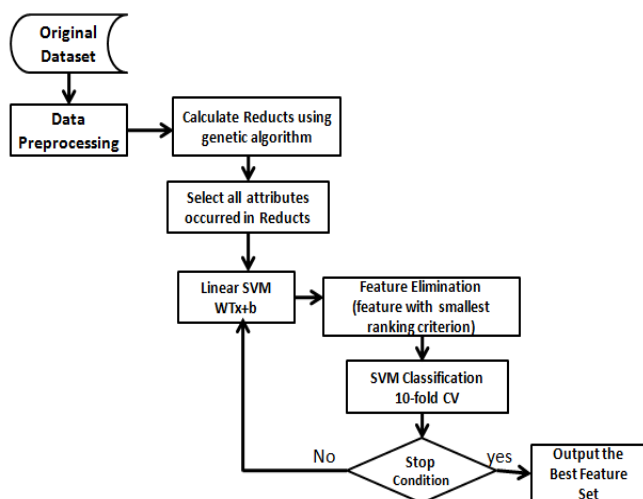 Original
Dataset
Data
Preprocessing
Calculate Reducts using
genetic algorithm
Select all attributes
occurred in Reducts
Linear SVM
WTx+b
Feature Elimination
(feature with smallest
ranking criterion)
SVM Classification
10-fold CV
No
Stop
Condition
yes
Output the
Best Feature
Set